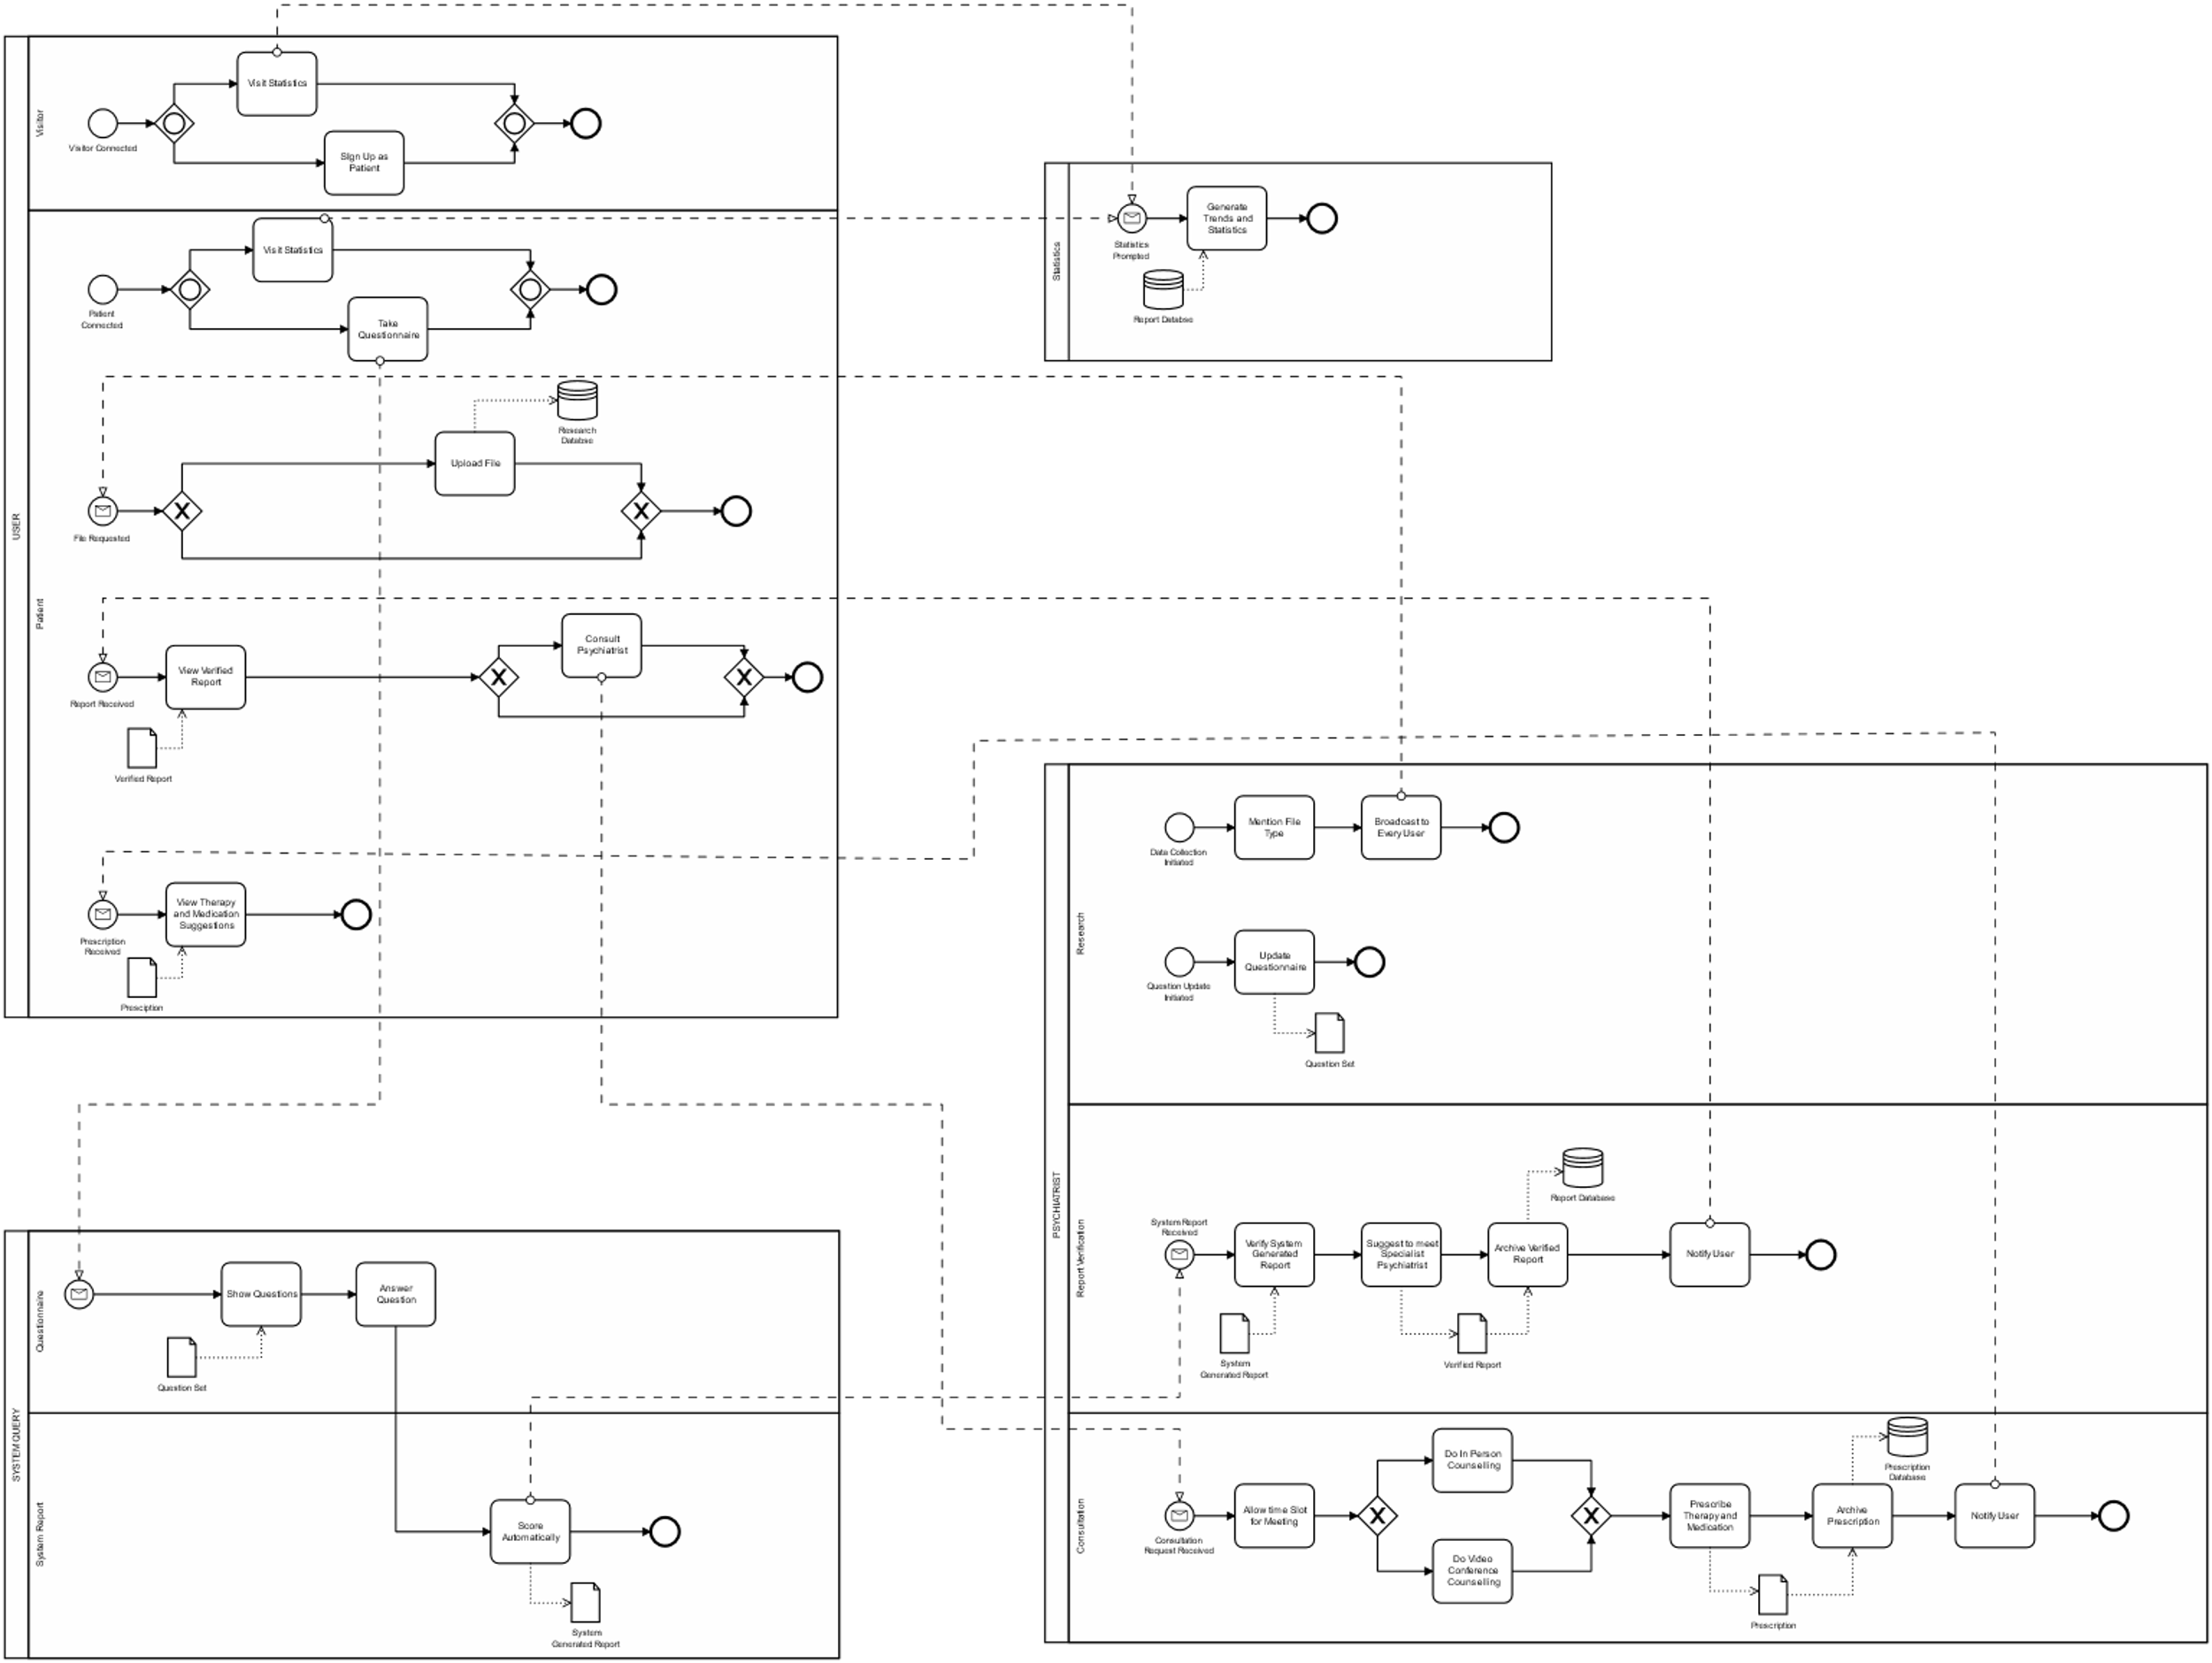 USER
Visitor
Visit Statistics
Visitor Connected
Sign Up as
Patient
Patient
Visit Statistics
Patient
Connected
Take
Questionnaire
Research
Databse
Upload File
File Requested
Consult
Psychiatrist
View Verified
Report
Report Received
Verified Report
View Therapy
and Medication
Suggestions
Prescription
Received
Presciption
Statistics
Generate
Trends and
Statistics
Statistics
Prompted
Report Databse
PSYCHIATRIST
Research
Mention File
Type
Broadcast to
Every User
Data Collection
Initiated
Update
Questionnaire
Question Update
Initiated
Question Set
Report Verification
Report Database
System Report
Received
Verify System
Generated
Report
Suggest to meet
Specialist
Psychiatrist
Archive Verified
Report
Notify User
System
Generated Report
Verified Report
Consultation
Do In Person
Counselling
Prescription
Database
Consultation
Request Received
Allow time Slot
for Meeting
Prescribe
Therapy and
Medication
Archive
Prescription
Notify User
Do Video
Conference
Counselling
Prescription
SYSTEM QUERY
Questionnaire
Show Questions
Answer
Question
Question Set
System Report
Score
Automatically
System
Generated Report